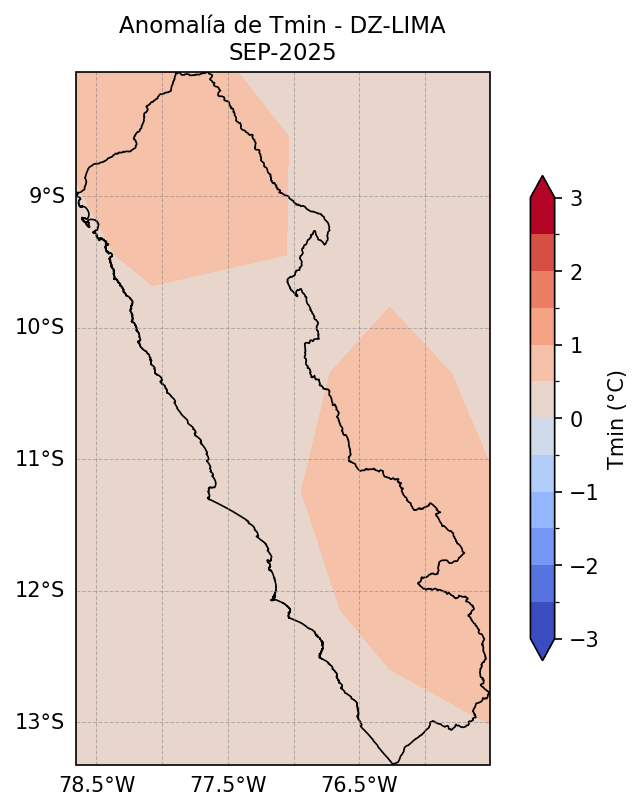 Anomalía de Tmin - DZ-LIMA
SEP-2025
9°S
10°S
11°S
12°S
13°S
78.5°W
77.5°W
76.5°W
3
2
1
0
−1
−2
−3
Tmin (°C)